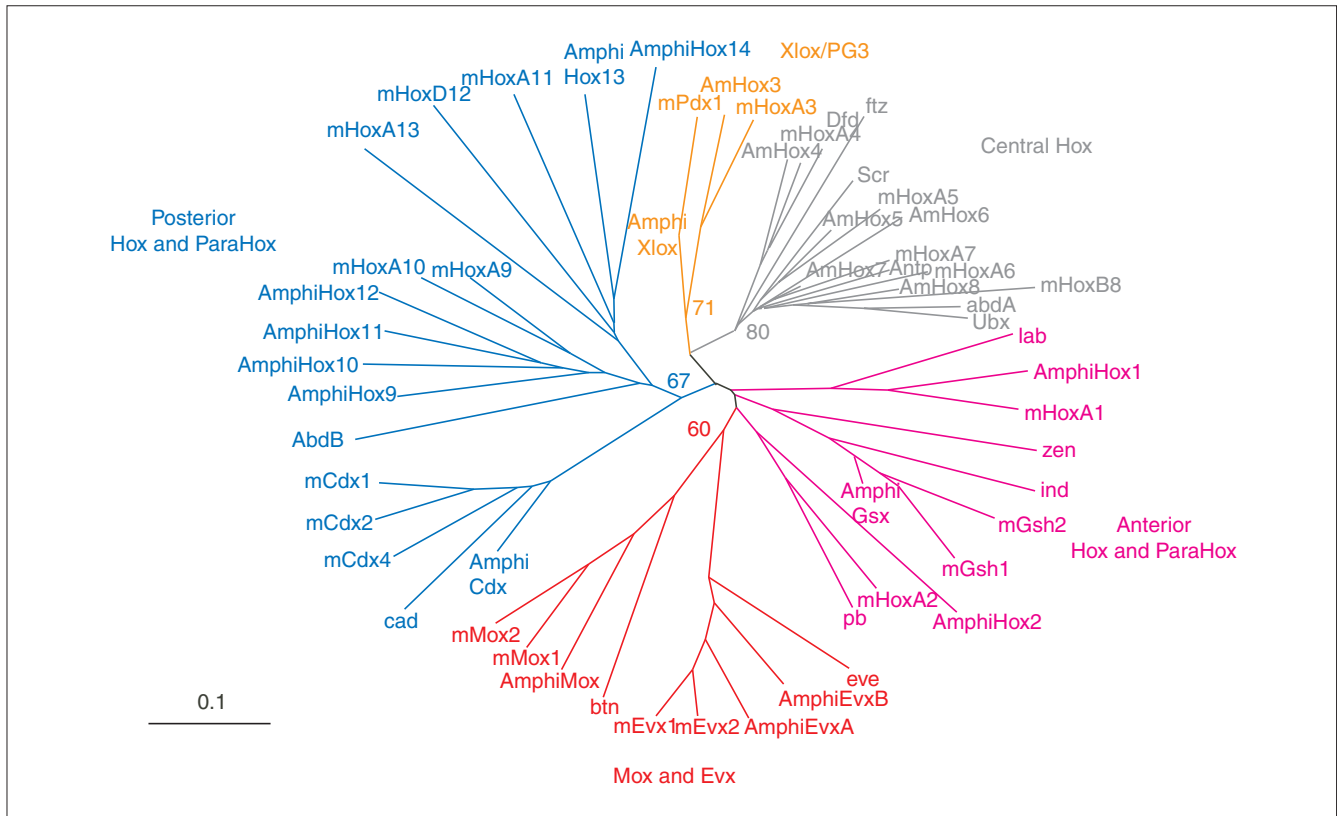 Amphi
Hox13
AmphiHox14
Xlox/PG3
mHoxA11
mHoxD12
mHoxA13
AmHox3
mPdx1
mHoxA3
ftz
Dfd
mHoxA4
AmHox4
Central Hox
Scr
mHoxA5
AmHox6
AmHox5
Posterior
Hox and ParaHox
Amphi
Xlox
mHoxA10
mHoxA9
mHoxA7
AmHox7
Antp
mHoxA6
AmHox8
mHoxB8
abdA
Ubx
AmphiHox12
71
80
lab
AmphiHox11
AmphiHox10
AmphiHox1
67
AmphiHox9
mHoxA1
60
AbdB
zen
mCdx1
ind
Amphi
Gsx
mCdx2
mGsh2
Anterior
Hox and ParaHox
mCdx4
Amphi
Cdx
mGsh1
mHoxA2
cad
pb
AmphiHox2
mMox2
mMox1
AmphiMox
eve
AmphiEvxB
btn
0.1
mEvx1
mEvx2
AmphiEvxA
Mox and Evx